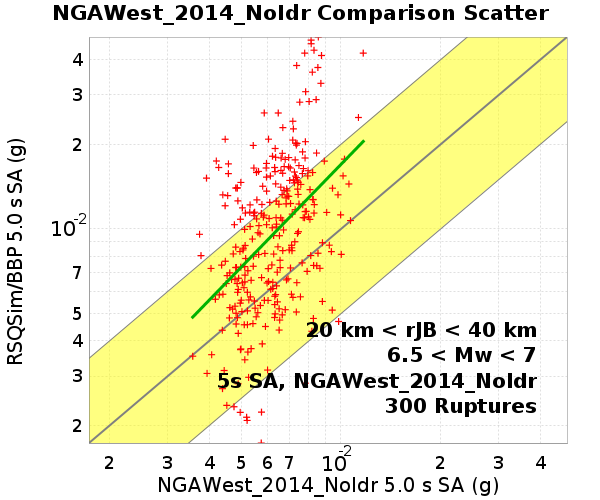 NGAWest_2014_NoIdr Comparison Scatter
RSQSim/BBP 5.0 s SA (g)
4
3
2
10-2
7
5
4
3
2
20 km < rJB < 40 km
6.5 < Mw < 7
5s SA, NGAWest_2014_NoIdr
300 Ruptures
2 3 4 5 6 7 10-2 2 3 4
NGAWest_2014_NoIdr 5.0 s SA (g)